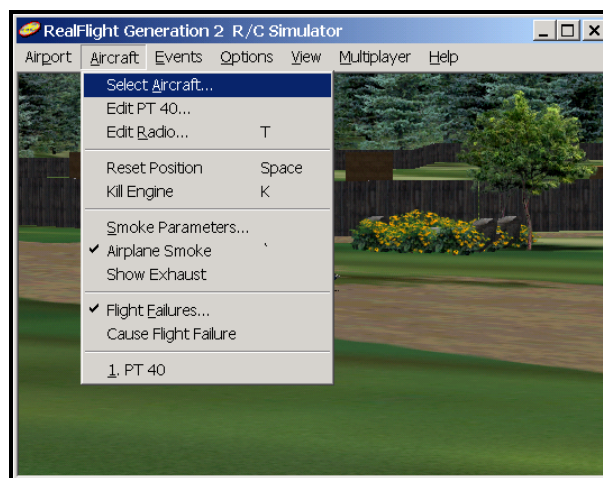 RealFlight Generation 2 R/C Simulator
Airport Aircraft Events Options View Multiplayer Help
Select Aircraft...
Edit PT 40...
Edit Radio... T
Reset Position Space
Kill Engine K
Smoke Parameters...
Airplane Smoke `
Show Exhaust
Flight Failures...
Cause Flight Failure
1. PT 40